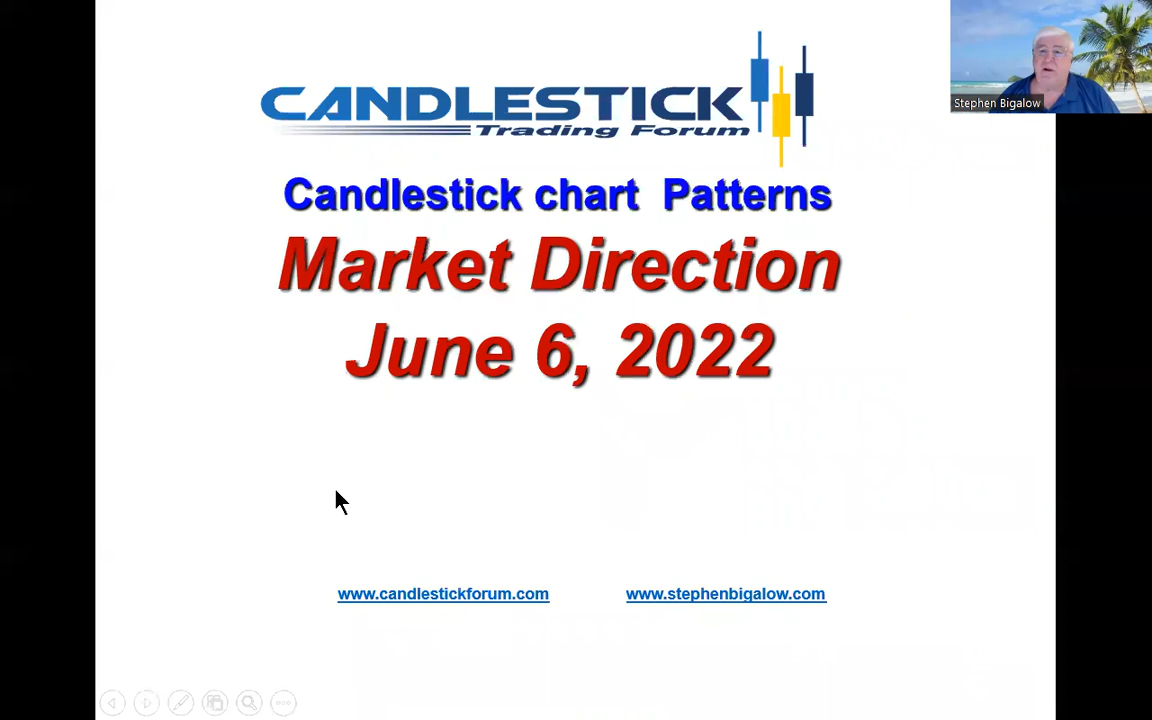 Stephen Bigalow
CANDLESTICK
Trading Forum
Candlestick chart Patterns
Market Direction
June 6, 2022
www.candlestickforum.com
www.stephenbigalow.com